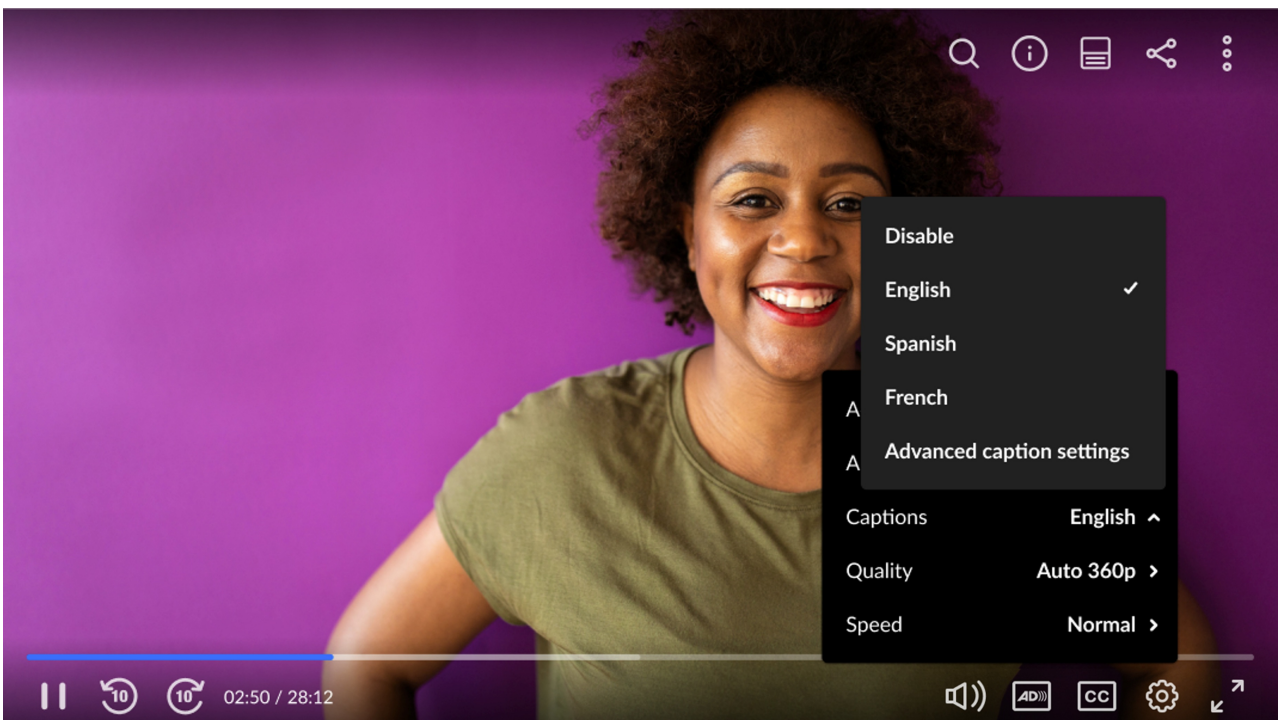 Disable
English
Spanish
French
Advanced caption settings
A
A
Captions English
Quality Auto 360p
Speed Normal
10 10 02:50 / 28:12 AD CC